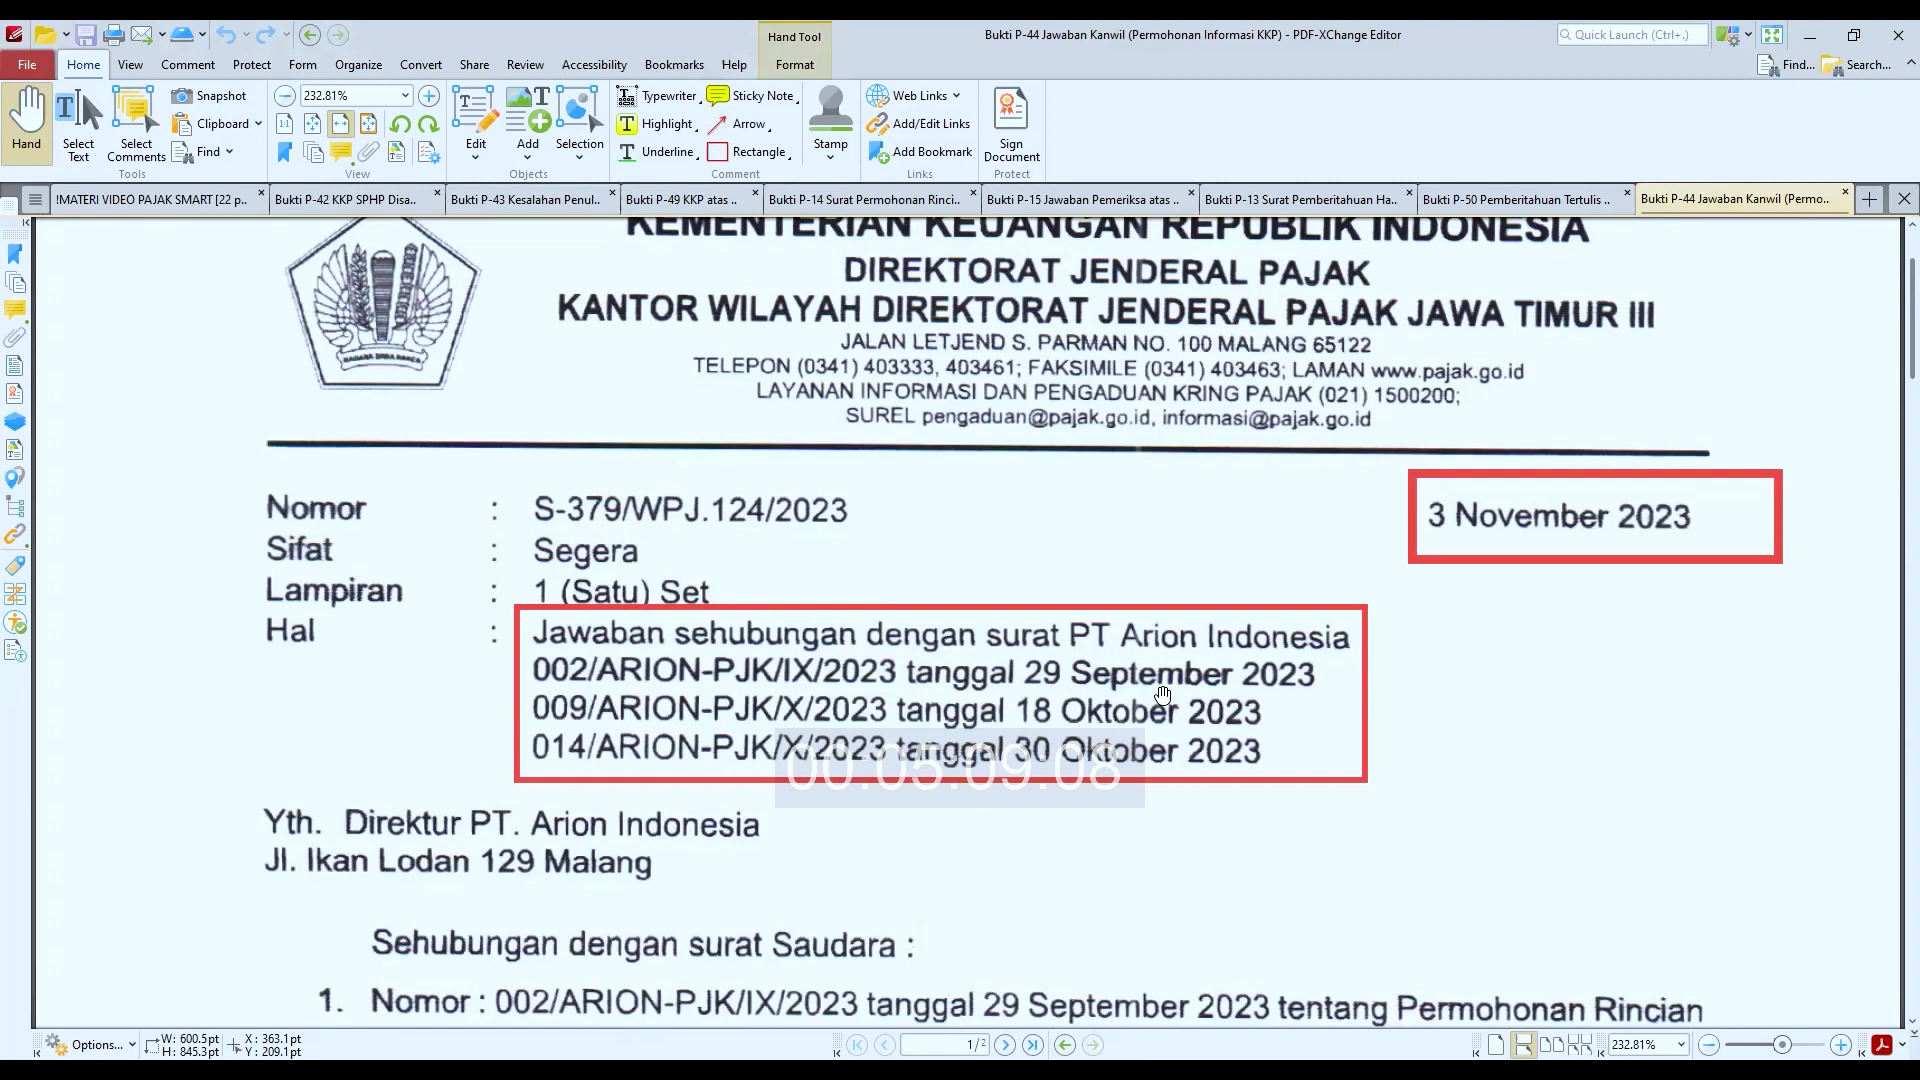 Hand Tool
Bukti P-44 Jawaban Kanwil (Permohonan Informasi KKP) - PDF-XChange Editor
Quick Launch (Ctrl+.)
File Home View Comment Protect Form Organize Convert Share Review Accessibility Bookmarks Help Format Find... Search...
Snapshot 232.81% Typewriter Sticky Note Web Links
Clipboard Highlight Arrow Add/Edit Links
Hand Select Text Select Comments Find Edit Add Selection Underline Rectangle Stamp Add Bookmark Sign Document
Tools View Objects Comment Links Protect
!MATERI VIDEO PAJAK SMART [22 p.. Bukti P-42 KKP SPHP Disa.. Bukti P-43 Kesalahan Penul.. Bukti P-49 KKP atas .. Bukti P-14 Surat Permohonan Rinci.. Bukti P-15 Jawaban Pemeriksa atas .. Bukti P-13 Surat Pemberitahuan Ha.. Bukti P-50 Pemberitahuan Tertulis .. Bukti P-44 Jawaban Kanwil (Permo..
KEMENTERIAN KEUANGAN REPUBLIK INDONESIA
DIREKTORAT JENDERAL PAJAK
KANTOR WILAYAH DIREKTORAT JENDERAL PAJAK JAWA TIMUR III
JALAN LETJEND S. PARMAN NO. 100 MALANG 65122
TELEPON (0341) 403333, 403461; FAKSIMILE (0341) 403463; LAMAN www.pajak.go.id
LAYANAN INFORMASI DAN PENGADUAN KRING PAJAK (021) 1500200;
SUREL pengaduan@pajak.go.id, informasi@pajak.go.id
Nomor : S-379/WPJ.124/2023 3 November 2023
Sifat : Segera
Lampiran : 1 (Satu) Set
Hal : Jawaban sehubungan dengan surat PT Arion Indonesia
002/ARION-PJK/IX/2023 tanggal 29 September 2023
009/ARION-PJK/X/2023 tanggal 18 Oktober 2023
014/ARION-PJK/X/2023 tanggal 30 Oktober 2023
00:05:09:08
Yth. Direktur PT. Arion Indonesia
Jl. Ikan Lodan 129 Malang
Sehubungan dengan surat Saudara :
1. Nomor : 002/ARION-PJK/IX/2023 tanggal 29 September 2023 tentang Permohonan Rincian
Options... W: 600.5pt X: 363.1pt 1/2 232.81%
H: 845.3pt Y: 209.1pt